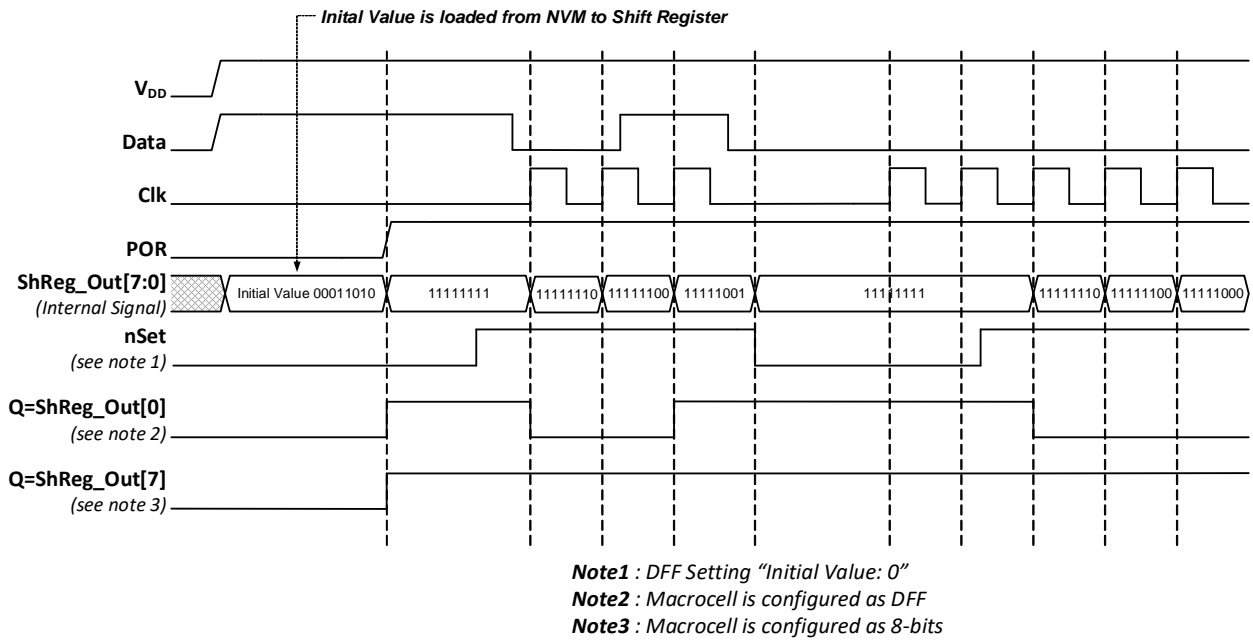 Inital Value is loaded from NVM to Shift Register
VDD
Data
Clk
POR
ShReg_Out[7:0]
(Internal Signal)
Initial Value 00011010
11111111
11111110
11111100
11111001
11111111
11111110
11111100
11111000
nSet
(see note 1)
Q=ShReg_Out[0]
(see note 2)
Q=ShReg_Out[7]
(see note 3)
Note1 : DFF Setting “Initial Value: 0”
Note2 : Macrocell is configured as DFF
Note3 : Macrocell is configured as 8-bits